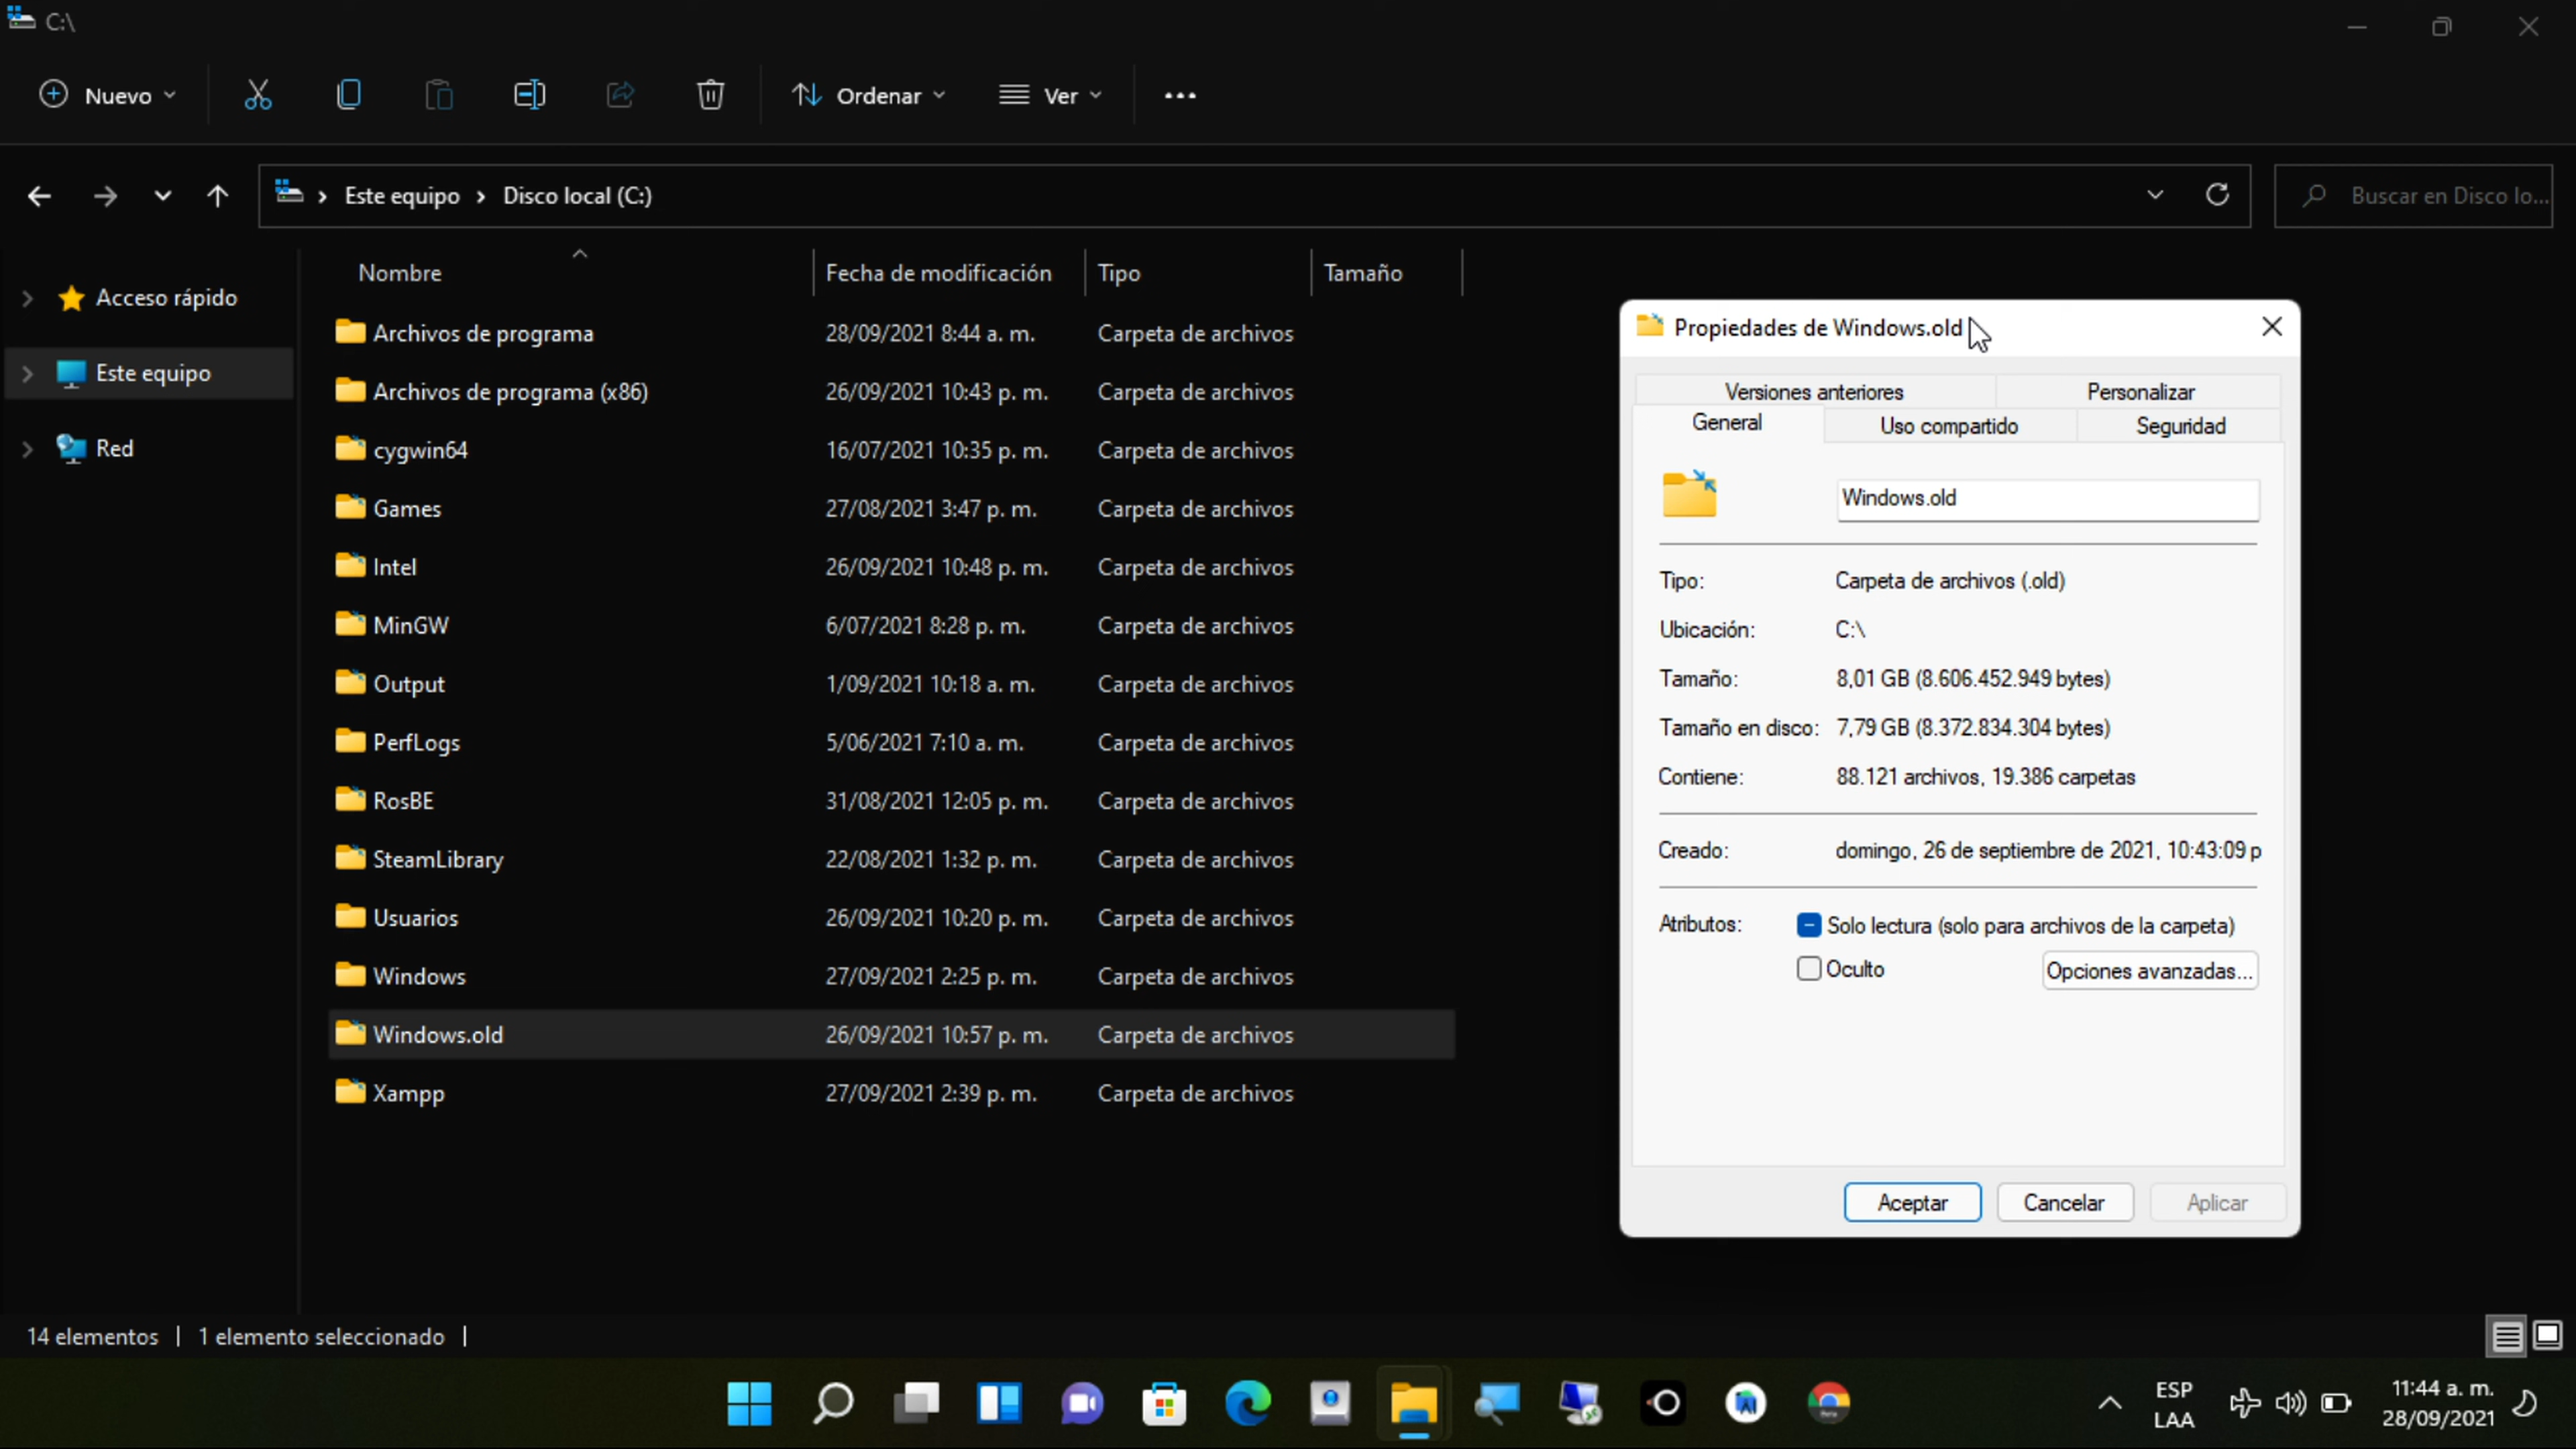 C:\
Nuevo
Ordenar
Ver
Este equipo > Disco local (C:)
Buscar en Disco lo...
Acceso rápido
Este equipo
Red
Nombre Fecha de modificación Tipo Tamaño
Archivos de programa 28/09/2021 8:44 a. m. Carpeta de archivos
Archivos de programa (x86) 26/09/2021 10:43 p. m. Carpeta de archivos
cygwin64 16/07/2021 10:35 p. m. Carpeta de archivos
Games 27/08/2021 3:47 p. m. Carpeta de archivos
Intel 26/09/2021 10:48 p. m. Carpeta de archivos
MinGW 6/07/2021 8:28 p. m. Carpeta de archivos
Output 1/09/2021 10:18 a. m. Carpeta de archivos
PerfLogs 5/06/2021 7:10 a. m. Carpeta de archivos
RosBE 31/08/2021 12:05 p. m. Carpeta de archivos
SteamLibrary 22/08/2021 1:32 p. m. Carpeta de archivos
Usuarios 26/09/2021 10:20 p. m. Carpeta de archivos
Windows 27/09/2021 2:25 p. m. Carpeta de archivos
Windows.old 26/09/2021 10:57 p. m. Carpeta de archivos
Xampp 27/09/2021 2:39 p. m. Carpeta de archivos
Propiedades de Windows.old
Versiones anteriores Personalizar
General Uso compartido Seguridad
Windows.old
Tipo: Carpeta de archivos (.old)
Ubicación: C:\
Tamaño: 8,01 GB (8.606.452.949 bytes)
Tamaño en disco: 7,79 GB (8.372.834.304 bytes)
Contiene: 88.121 archivos, 19.386 carpetas
Creado: domingo, 26 de septiembre de 2021, 10:43:09 p
Atributos: Solo lectura (solo para archivos de la carpeta)
Oculto Opciones avanzadas...
Aceptar Cancelar Aplicar
14 elementos | 1 elemento seleccionado |
ESP
LAA
11:44 a. m.
28/09/2021